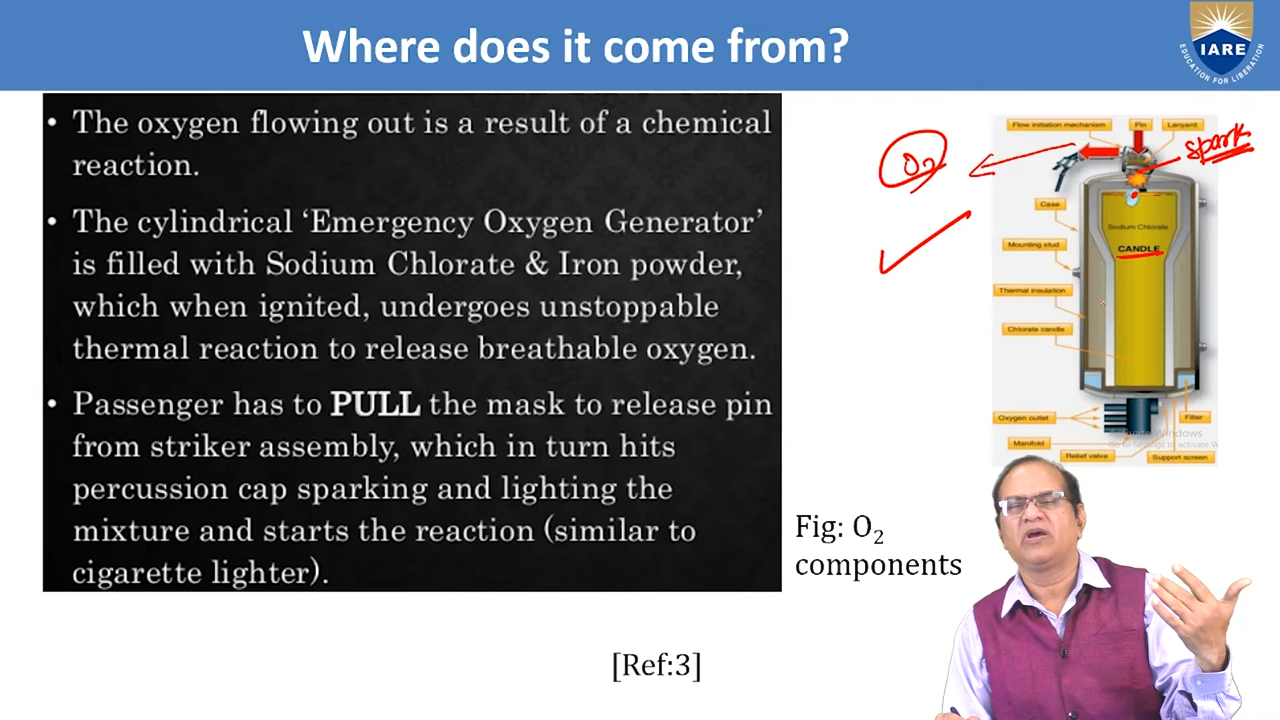 Where does it come from?
IARE
EDUCATION FOR LIBERATION
• The oxygen flowing out is a result of a chemical
reaction.
• The cylindrical ‘Emergency Oxygen Generator’
is filled with Sodium Chlorate & Iron powder,
which when ignited, undergoes unstoppable
thermal reaction to release breathable oxygen.
• Passenger has to PULL the mask to release pin
from striker assembly, which in turn hits
percussion cap sparking and lighting the
mixture and starts the reaction (similar to
cigarette lighter).
O2
Flow initiation mechanism
Pin
Lanyard
spark
Case
Sodium Chlorate
CANDLE
Mounting stud
Thermal insulation
Chlorate candle
Oxygen outlet
Filter
Manifold
Relief valve
Support screen
Fig: O2
components
[Ref:3]